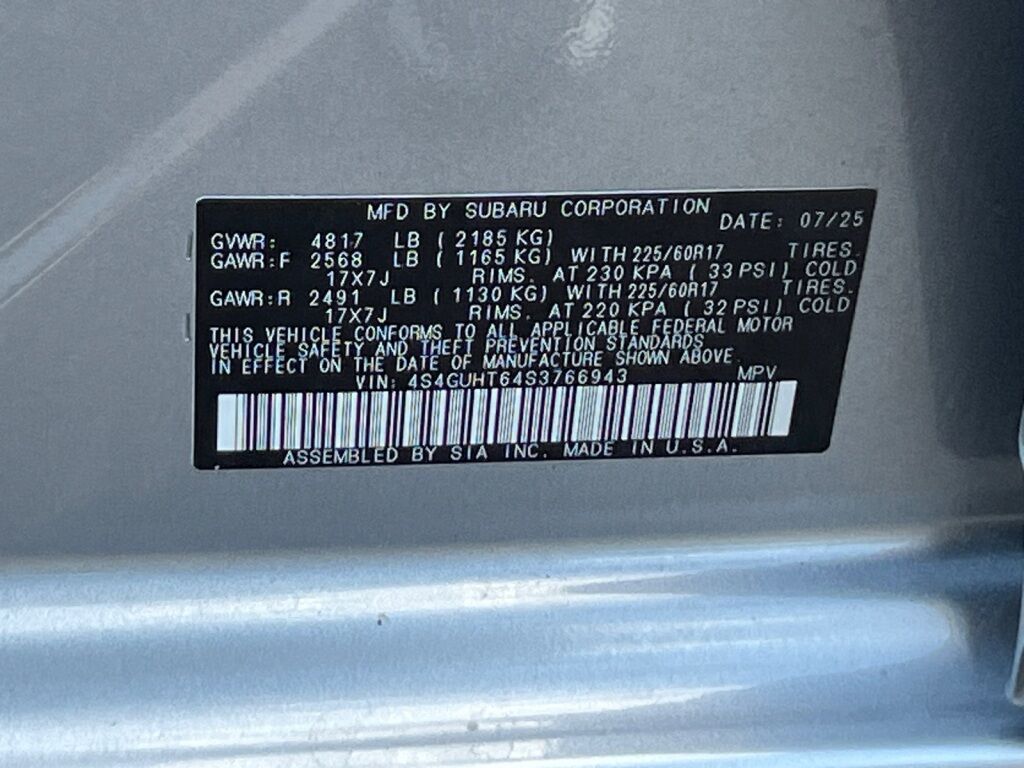 MFD BY SUBARU CORPORATION DATE: 07/25
GVWR: 4817 LB ( 2185 KG)
GAWR:F 2568 LB ( 1165 KG) WITH 225/60R17 TIRES.
17X7J RIMS. AT 230 KPA ( 33 PSI) COLD
GAWR:R 2491 LB ( 1130 KG) WITH 225/60R17 TIRES.
17X7J RIMS. AT 220 KPA ( 32 PSI) COLD
THIS VEHICLE CONFORMS TO ALL APPLICABLE FEDERAL MOTOR
VEHICLE SAFETY AND THEFT PREVENTION STANDARDS
IN EFFECT ON THE DATE OF MANUFACTURE SHOWN ABOVE.
VIN: 4S4GUHT64S3766943 MPV
ASSEMBLED BY SIA INC. MADE IN U.S.A.